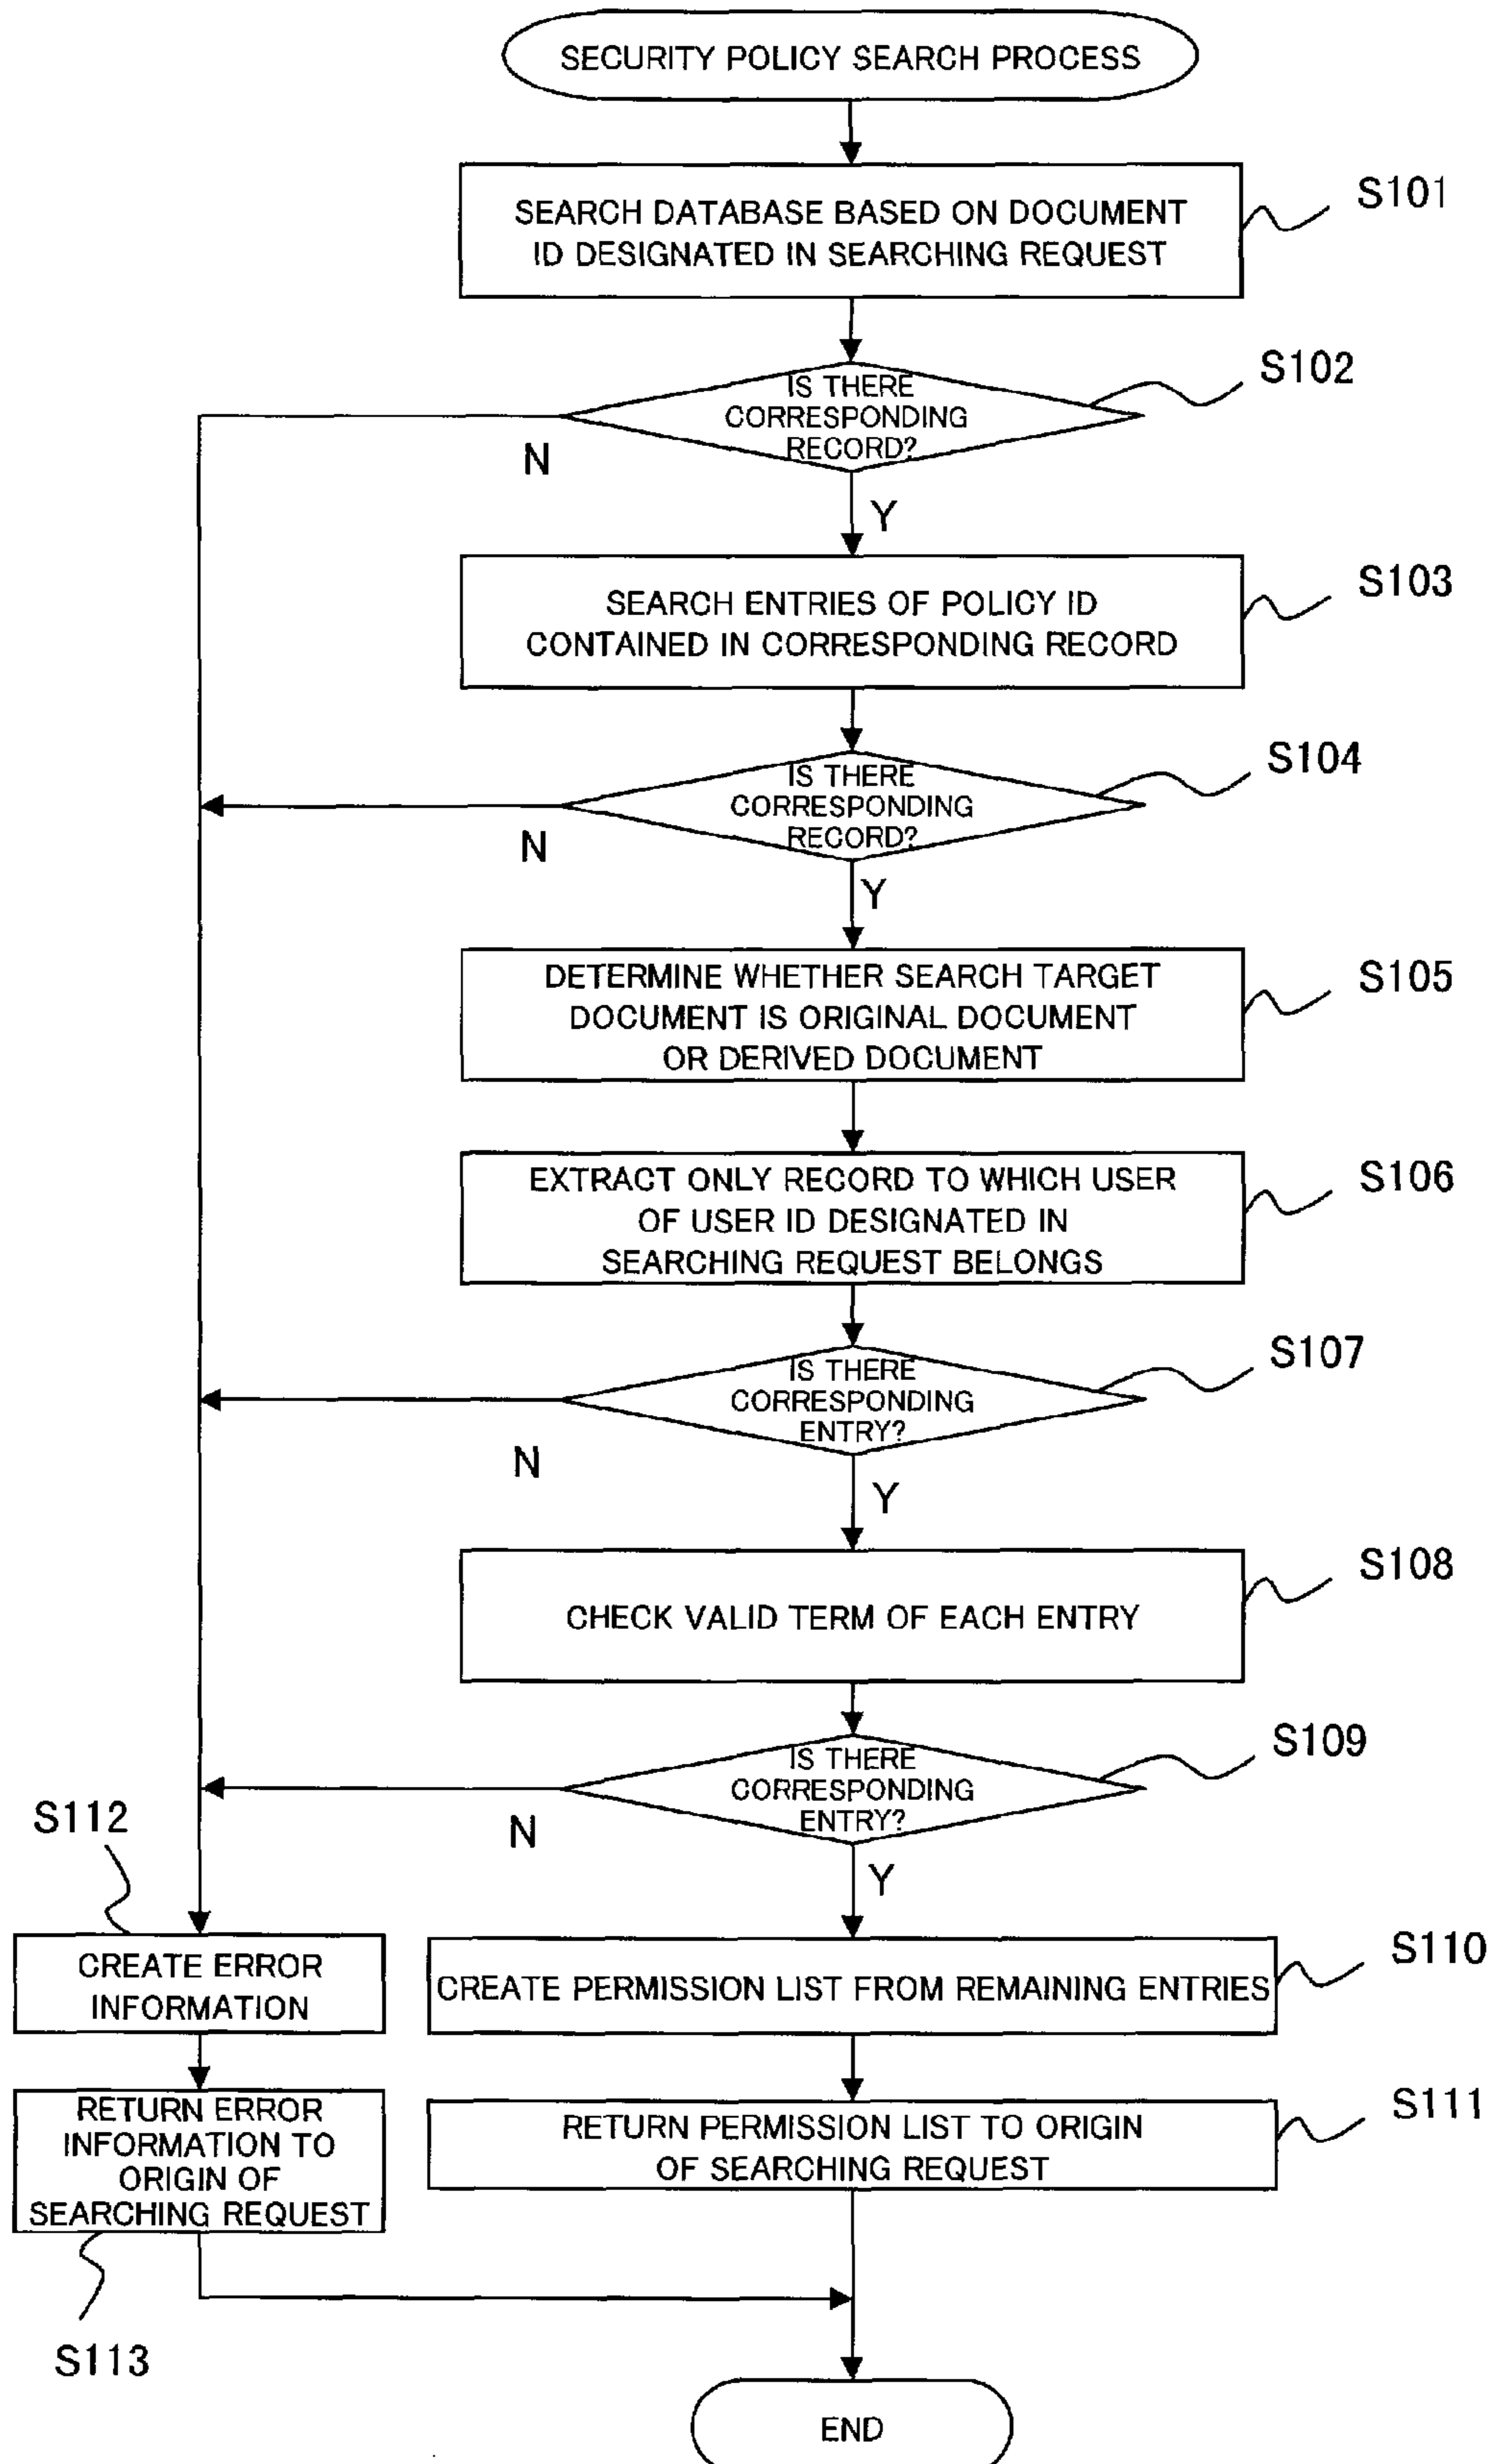 SECURITY POLICY SEARCH PROCESS
SEARCH DATABASE BASED ON DOCUMENT
ID DESIGNATED IN SEARCHING REQUEST
S101
IS THERE
CORRESPONDING
RECORD?
S102
N
Y
SEARCH ENTRIES OF POLICY ID
CONTAINED IN CORRESPONDING RECORD
S103
IS THERE
CORRESPONDING
RECORD?
S104
N
Y
DETERMINE WHETHER SEARCH TARGET
DOCUMENT IS ORIGINAL DOCUMENT
OR DERIVED DOCUMENT
S105
EXTRACT ONLY RECORD TO WHICH USER
OF USER ID DESIGNATED IN
SEARCHING REQUEST BELONGS
S106
IS THERE
CORRESPONDING
ENTRY?
S107
N
Y
CHECK VALID TERM OF EACH ENTRY
S108
IS THERE
CORRESPONDING
ENTRY?
S109
N
Y
S112
CREATE ERROR
INFORMATION
CREATE PERMISSION LIST FROM REMAINING ENTRIES
S110
RETURN ERROR
INFORMATION TO
ORIGIN OF
SEARCHING REQUEST
S113
RETURN PERMISSION LIST TO ORIGIN
OF SEARCHING REQUEST
S111
END